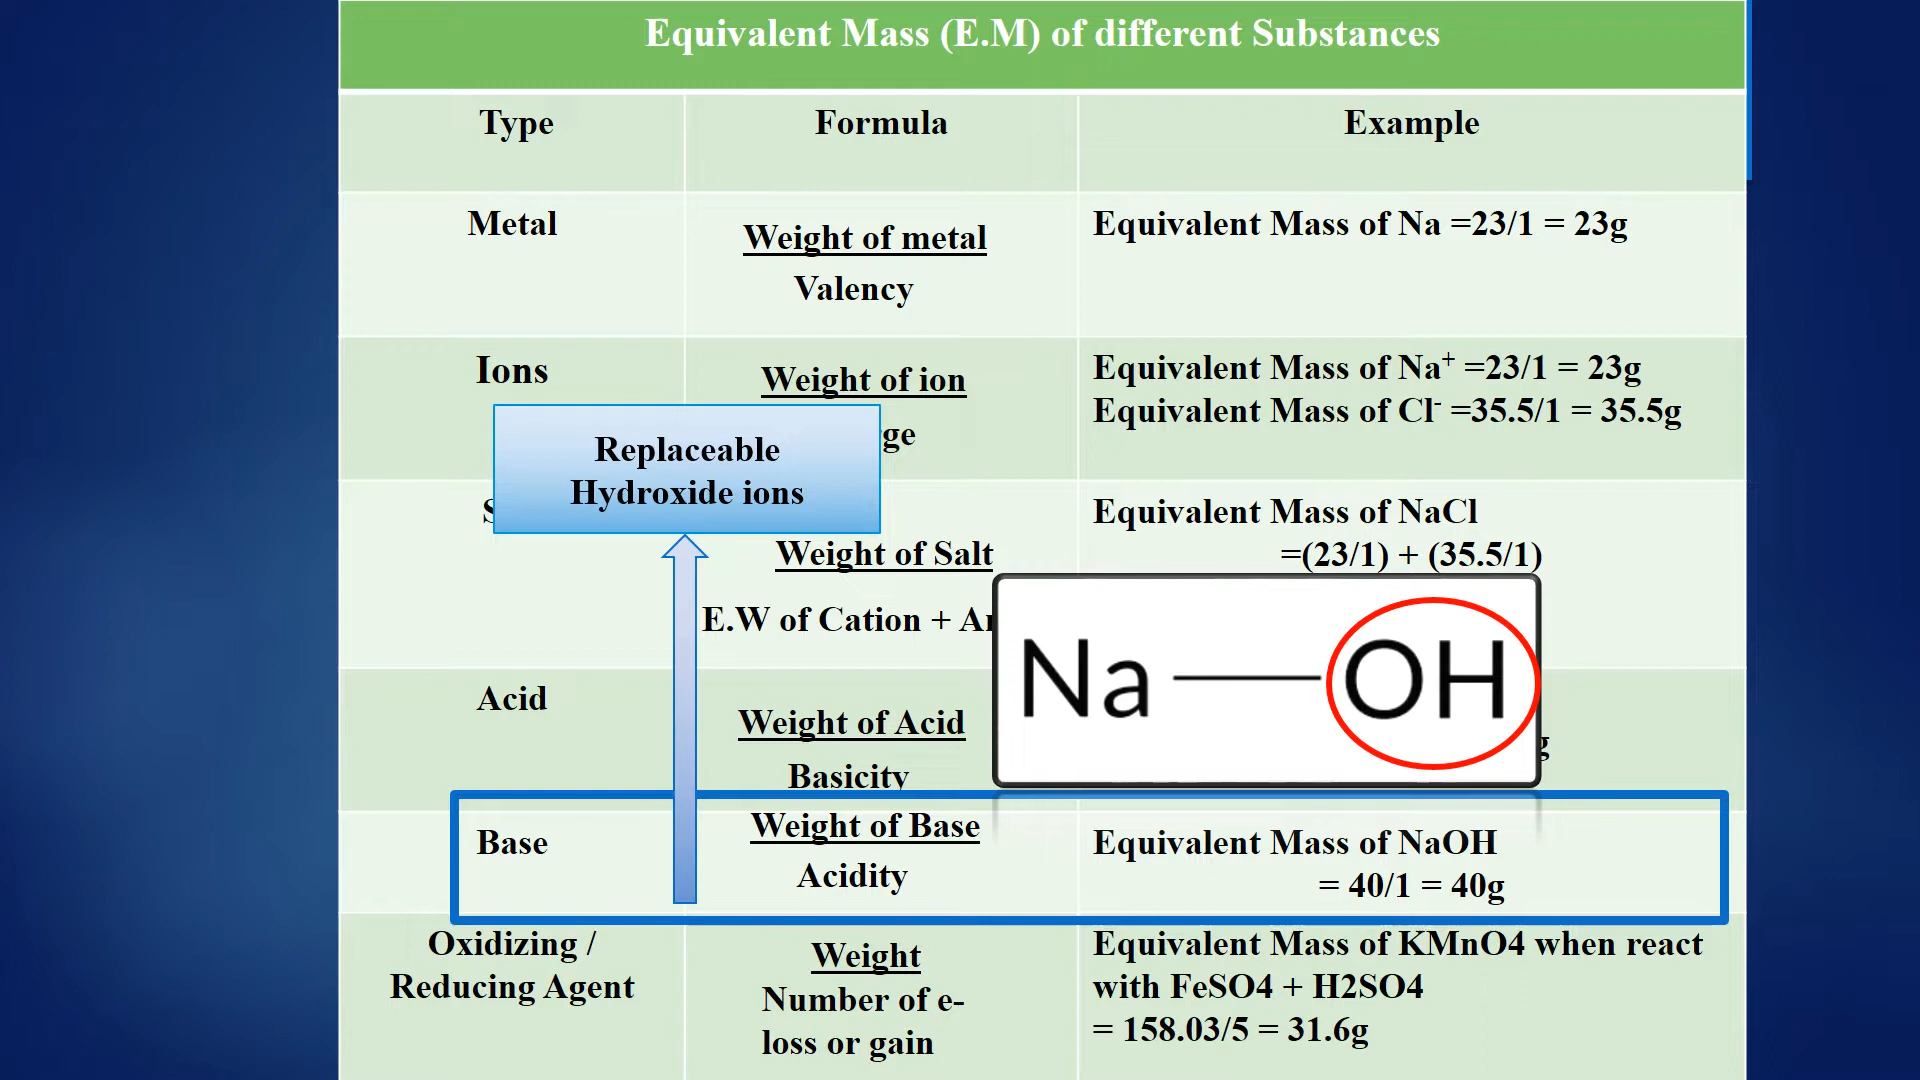 Equivalent Mass (E.M) of different Substances
Type
Formula
Example
Metal
Weight of metal
Valency
Equivalent Mass of Na =23/1 = 23g
Ions
Weight of ion
Equivalent Mass of Na⁺ =23/1 = 23g
Equivalent Mass of Cl⁻ =35.5/1 = 35.5g
Replaceable
Hydroxide ions
Weight of Salt
E.W of Cation +
Equivalent Mass of NaCl
=(23/1) + (35.5/1)
Na — OH
Acid
Weight of Acid
Basicity
Base
Weight of Base
Acidity
Equivalent Mass of NaOH
= 40/1 = 40g
Oxidizing /
Reducing Agent
Weight
Number of e-
loss or gain
Equivalent Mass of KMnO4 when react
with FeSO4 + H2SO4
= 158.03/5 = 31.6g